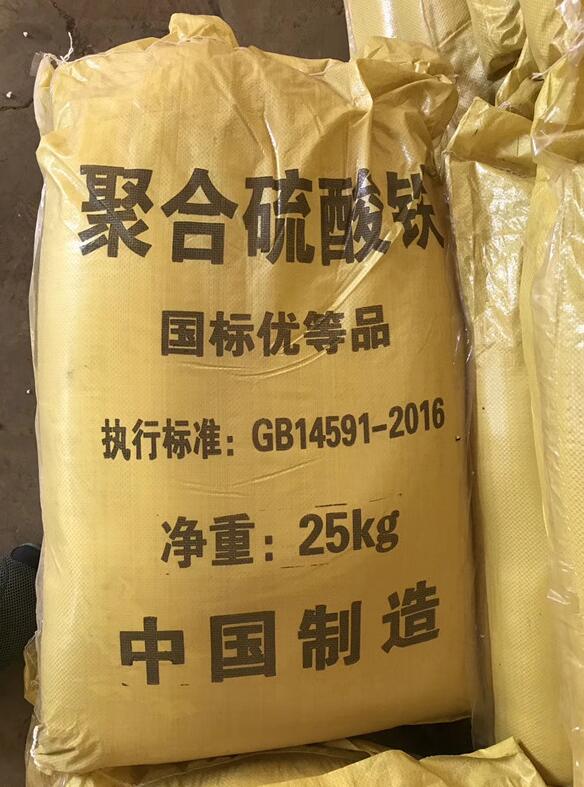 聚合硫酸铁
国标优等品
执行标准：GB14591-2016
净重：25kg
中国制造